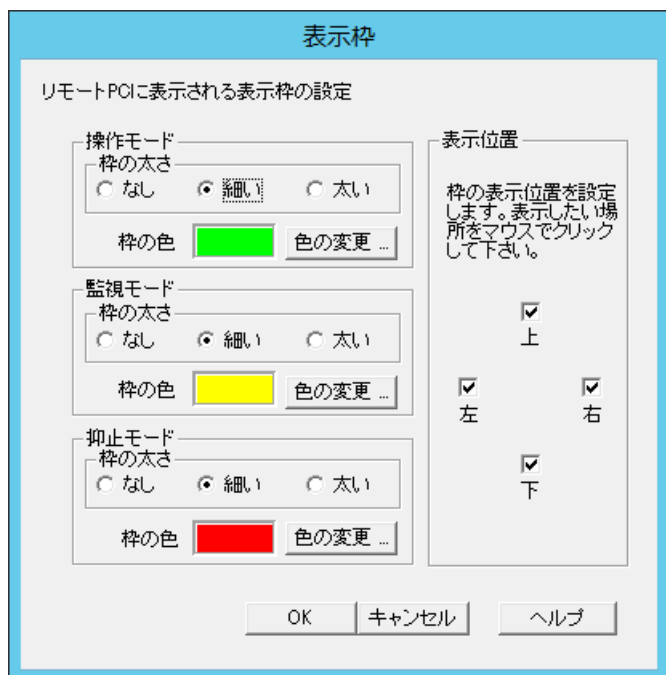 表示枠
リモートPCに表示される表示枠の設定
操作モード
枠の太さ
なし 細い 太い
枠の色 色の変更 ...
監視モード
枠の太さ
なし 細い 太い
枠の色 色の変更 ...
抑止モード
枠の太さ
なし 細い 太い
枠の色 色の変更 ...
表示位置
枠の表示位置を設定
します。表示したい場
所をマウスでクリック
して下さい。
上
左 右
下
OK キャンセル ヘルプ